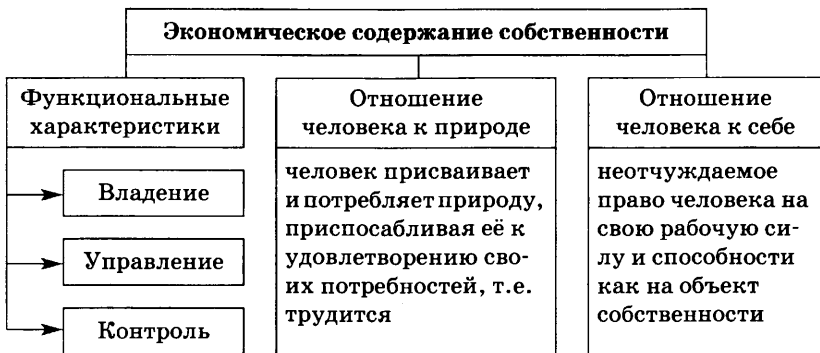 Экономическое содержание собственности
Функциональные
характеристики
Владение
Управление
Контроль
Отношение
человека к природе
человек присваивает
и потребляет природу,
приспосабливая её к
удовлетворению сво-
их потребностей, т.е.
трудится
Отношение
человека к себе
неотчуждаемое
право человека на
свою рабочую си-
лу и способности
как на объект
собственности